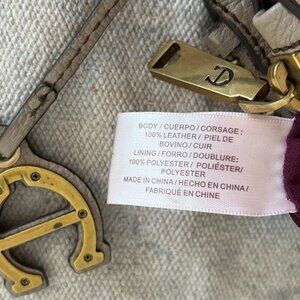 BODY / CUERPO / CORSAGE:
100% LEATHER / PIEL DE
BOVINO / CUIR
LINING / FORRO / DOUBLURE:
100% POLYESTER / POLIÉSTER/
POLYESTER
MADE IN CHINA / HECHO EN CHINA /
FABRIQUÉ EN CHINE